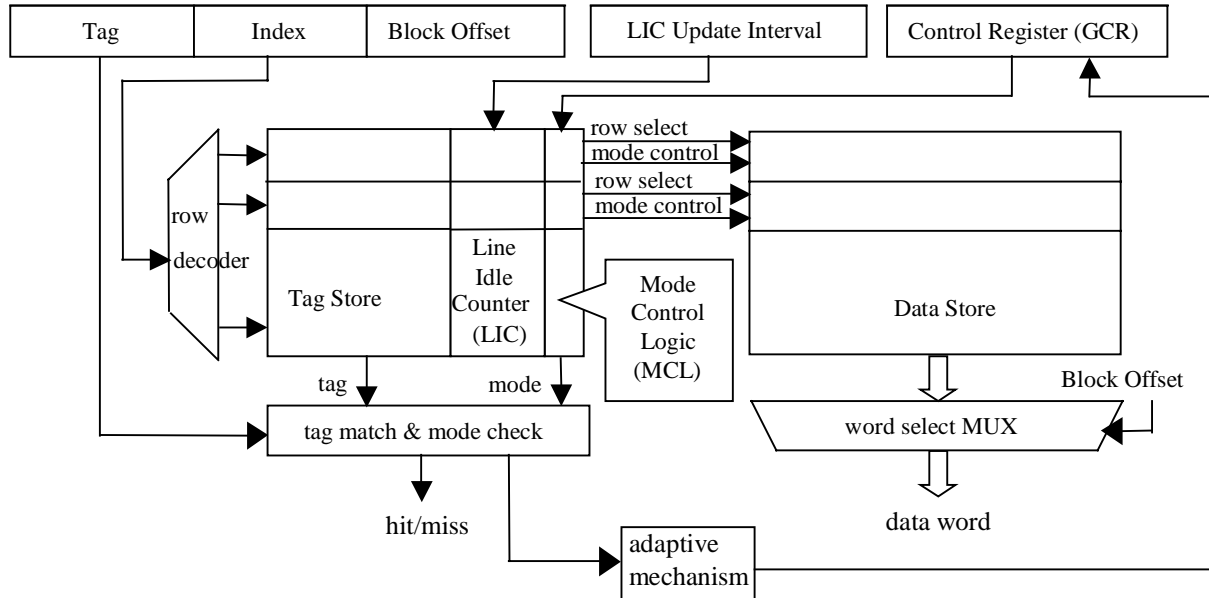 Tag
Index
Block Offset
LIC Update Interval
Control Register (GCR)
row select
mode control
row select
mode control
row
decoder
Tag Store
Line
Idle
Counter
(LIC)
Mode
Control
Logic
(MCL)
Data Store
tag
mode
Block Offset
tag match & mode check
word select MUX
hit/miss
data word
adaptive
mechanism